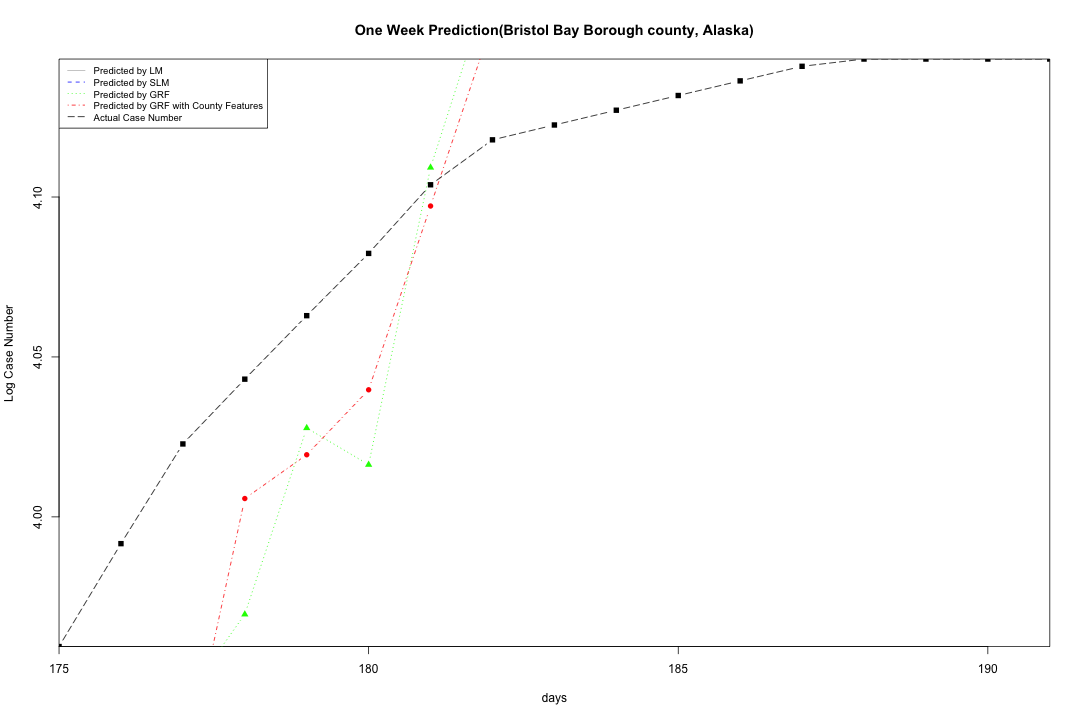 One Week Prediction(Bristol Bay Borough county, Alaska)
Predicted by LM
Predicted by SLM
Predicted by GRF
Predicted by GRF with County Features
Actual Case Number
4.10
4.05
4.00
Log Case Number
175 180 185 190
days